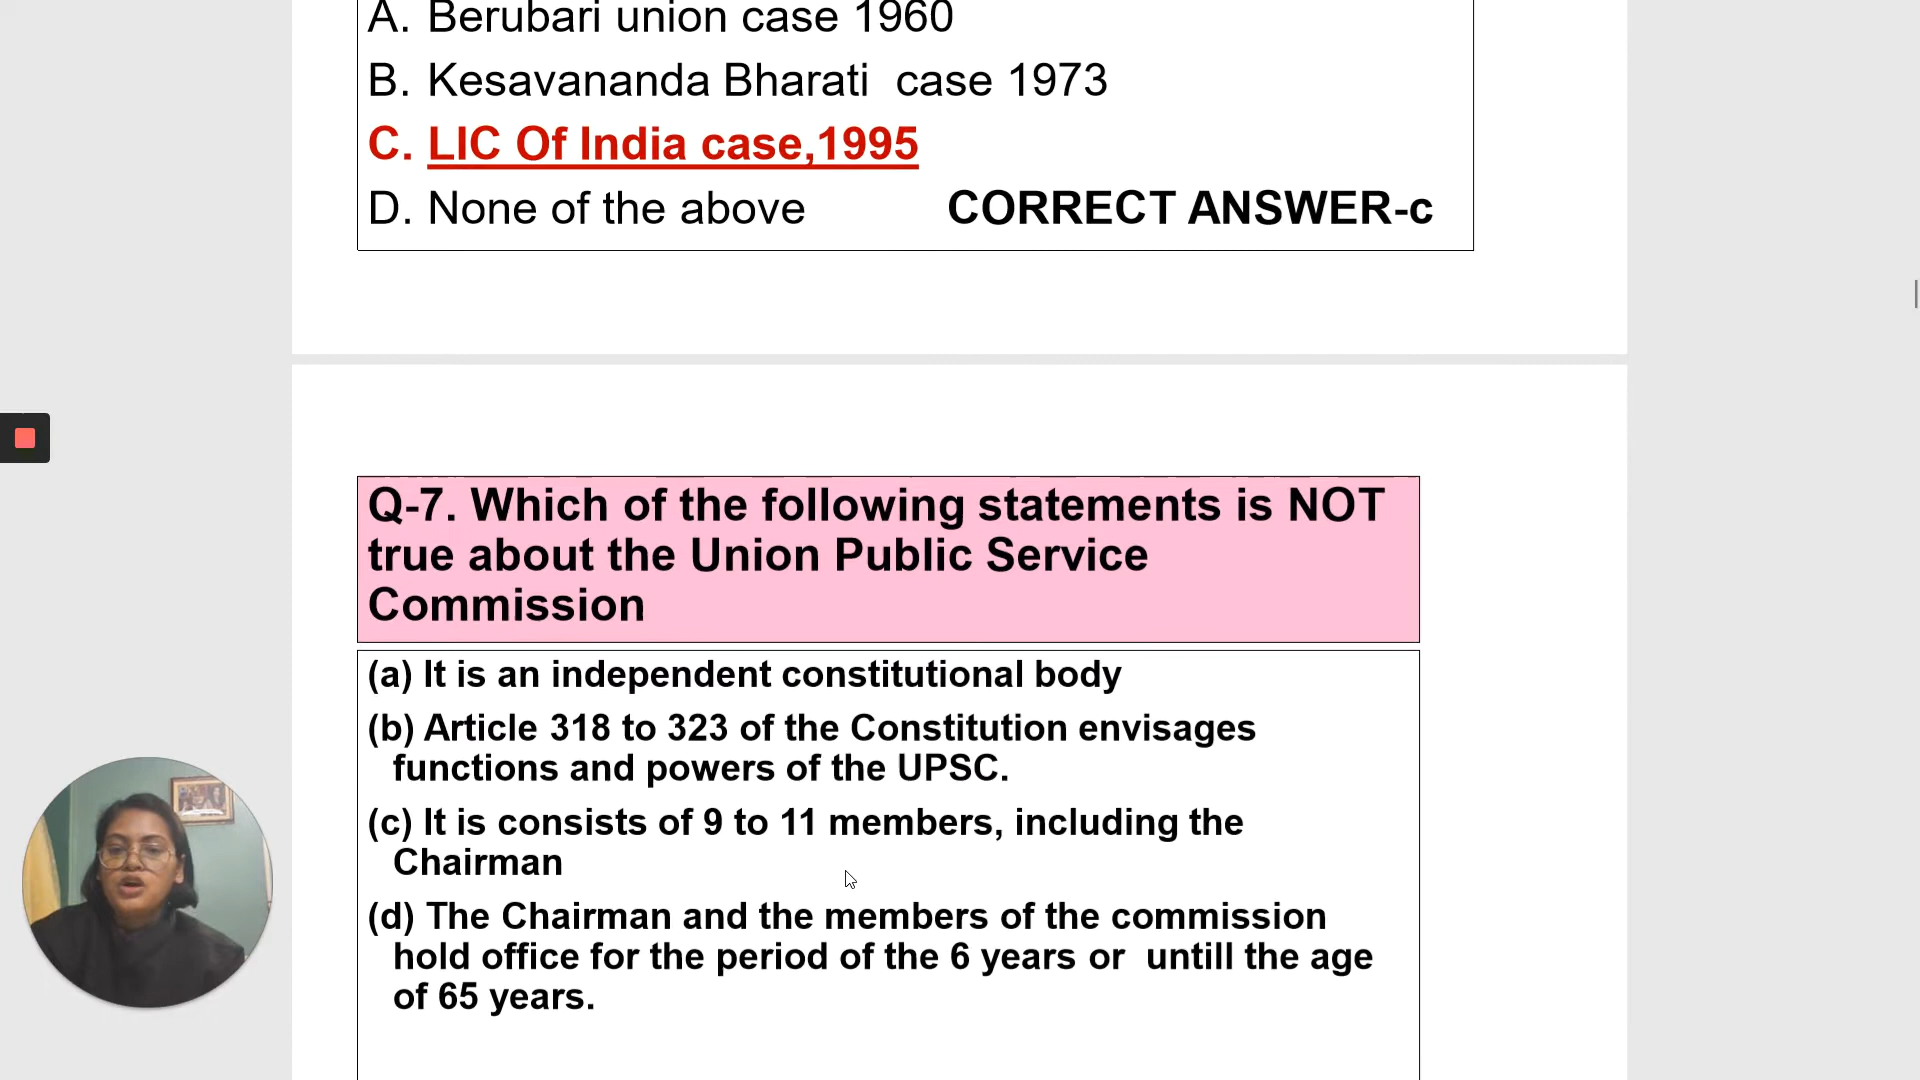 A. Berubari union case 1960
B. Kesavananda Bharati case 1973
C. LIC Of India case,1995
D. None of the above CORRECT ANSWER-c
Q-7. Which of the following statements is NOT
true about the Union Public Service
Commission
(a) It is an independent constitutional body
(b) Article 318 to 323 of the Constitution envisages
functions and powers of the UPSC.
(c) It is consists of 9 to 11 members, including the
Chairman
(d) The Chairman and the members of the commission
hold office for the period of the 6 years or untill the age
of 65 years.